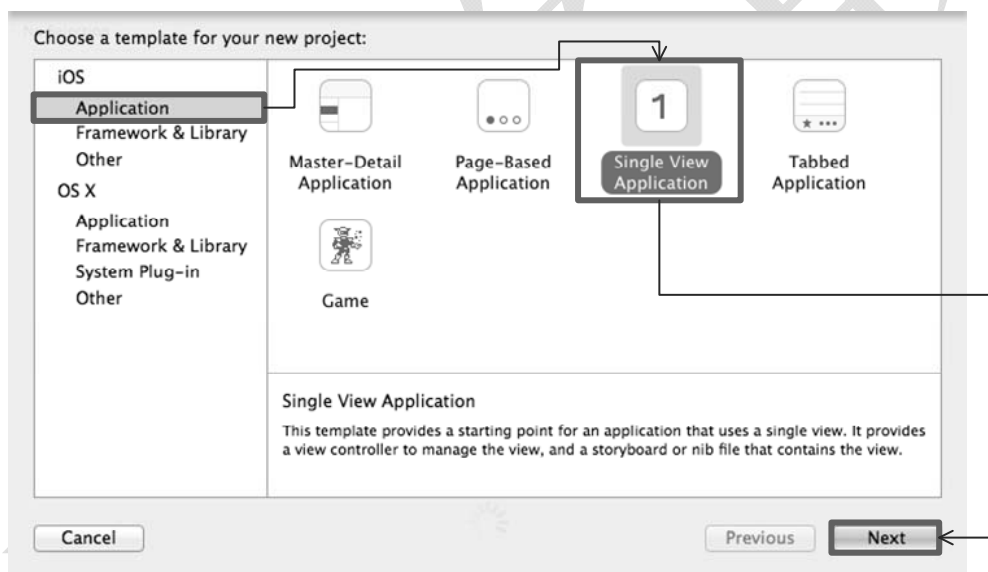 Choose a template for your new project:
iOS
Application
Framework & Library
Other
OS X
Application
Framework & Library
System Plug-in
Other
Master-Detail
Application
Page-Based
Application
1
Single View
Application
Tabbed
Application
Game
Single View Application
This template provides a starting point for an application that uses a single view. It provides
a view controller to manage the view, and a storyboard or nib file that contains the view.
Cancel
Previous
Next